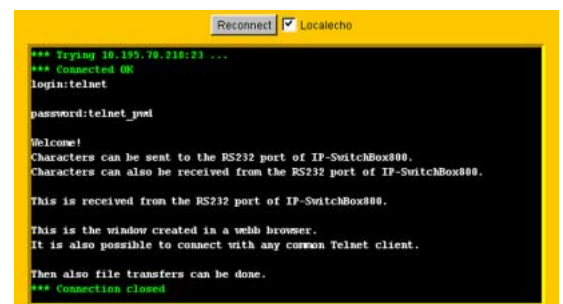 Reconnect Localecho
*** Trying 10.195.70.210:23 ...
*** Connected OK
login:telnet
password:telnet_pwd
Welcome!
Characters can be sent to the RS232 port of IP-SwitchBox800.
Characters can also be received from the RS232 port of IP-SwitchBox800.
This is received from the RS232 port of IP-SwitchBox800.
This is the window created in a webb browser.
It is also possible to connect with any common Telnet client.
Then also file transfers can be done.
*** Connection closed